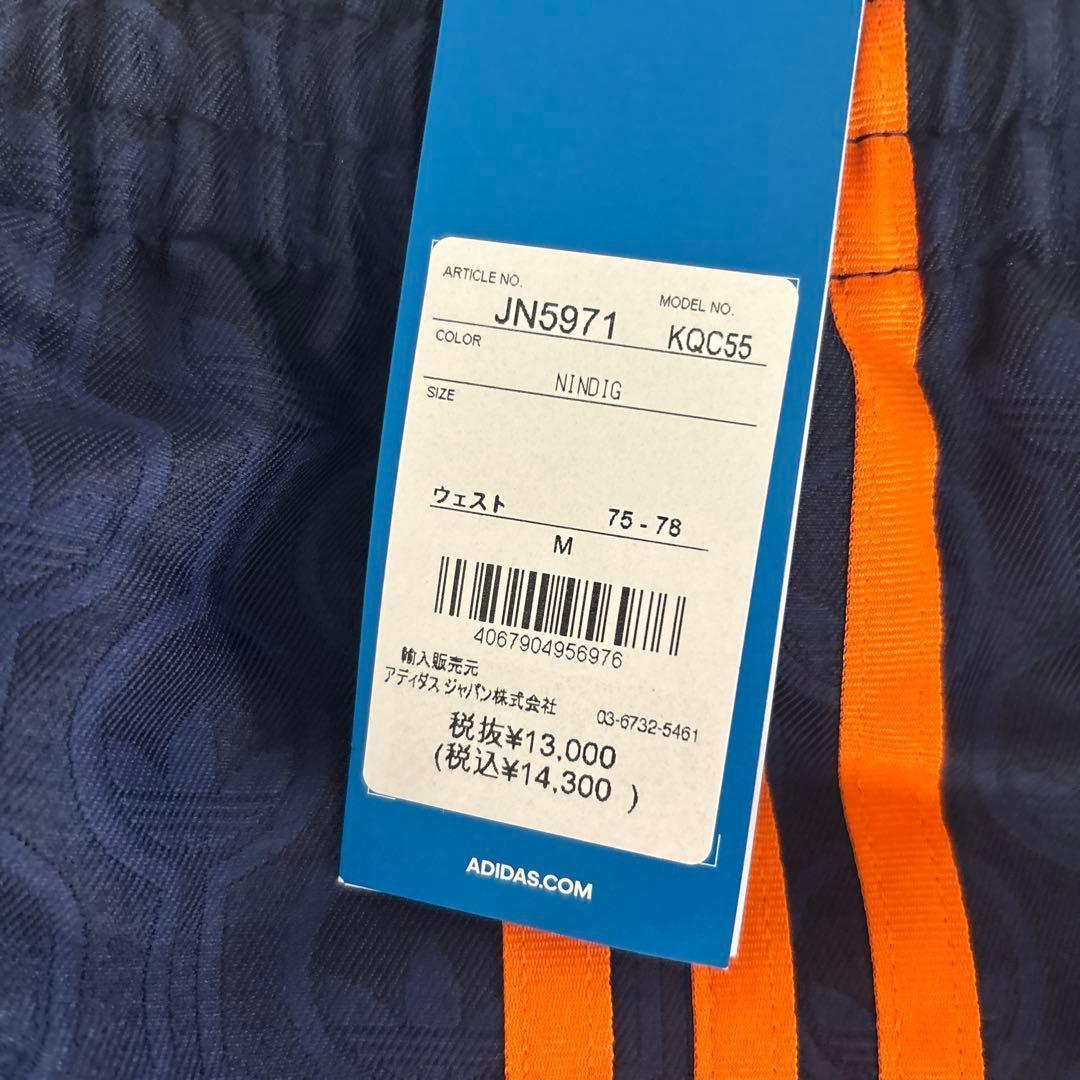 ARTICLE NO.
MODEL NO.
JN5971
KQC55
COLOR
NINDIG
SIZE
ウェスト 75 - 78
M
4067904956976
輸入販売元
アディダス ジャパン株式会社 03-6732-5461
税抜¥13,000
(税込¥14,300 )
ADIDAS.COM